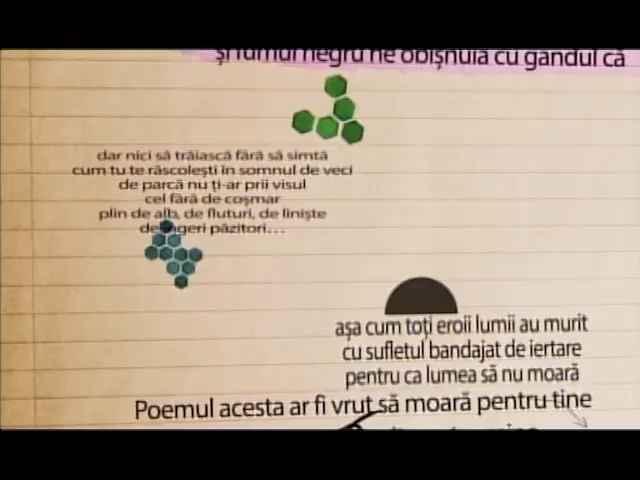 și fumul negru ne obișnuia cu gândul că
dar nici să trăiască fără să simtă
cum tu te răscolești în somnul de veci
de parcă nu ți-ar prii visul
cel fără de coșmar
plin de alb, de fluturi, de liniște
de îngeri păzitori...
așa cum toți eroii lumii au murit
cu sufletul bandajat de iertare
pentru ca lumea să nu moară
Poemul acesta ar fi vrut să moară pentru tine